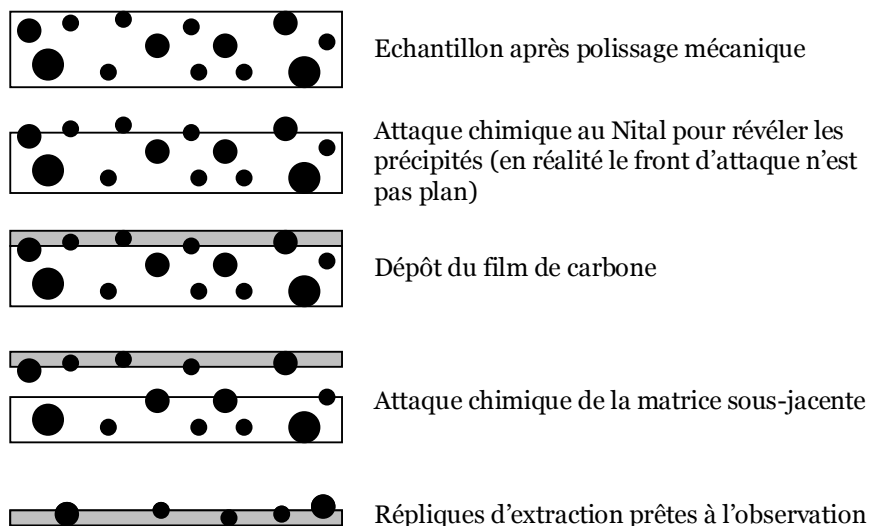 Echantillon après polissage mécanique
Attaque chimique au Nital pour révéler les
précipités (en réalité le front d’attaque n’est
pas plan)
Dépôt du film de carbone
Attaque chimique de la matrice sous-jacente
Répliques d’extraction prêtes à l’observation